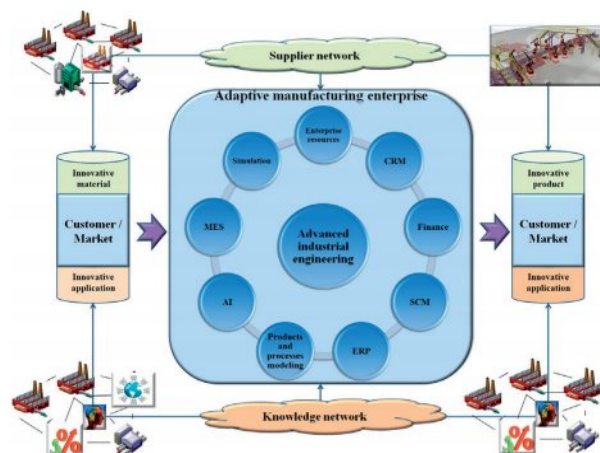 Supplier network
Adaptive manufacturing enterprise
Enterprise
resources
Simulation
CRM
Innovative
material
Innovative
product
Customer /
Market
MES
Advanced
industrial
engineering
Finance
Customer /
Market
Innovative
application
Innovative
application
AI
SCM
Products and
processes
modeling
ERP
Knowledge network
%
%